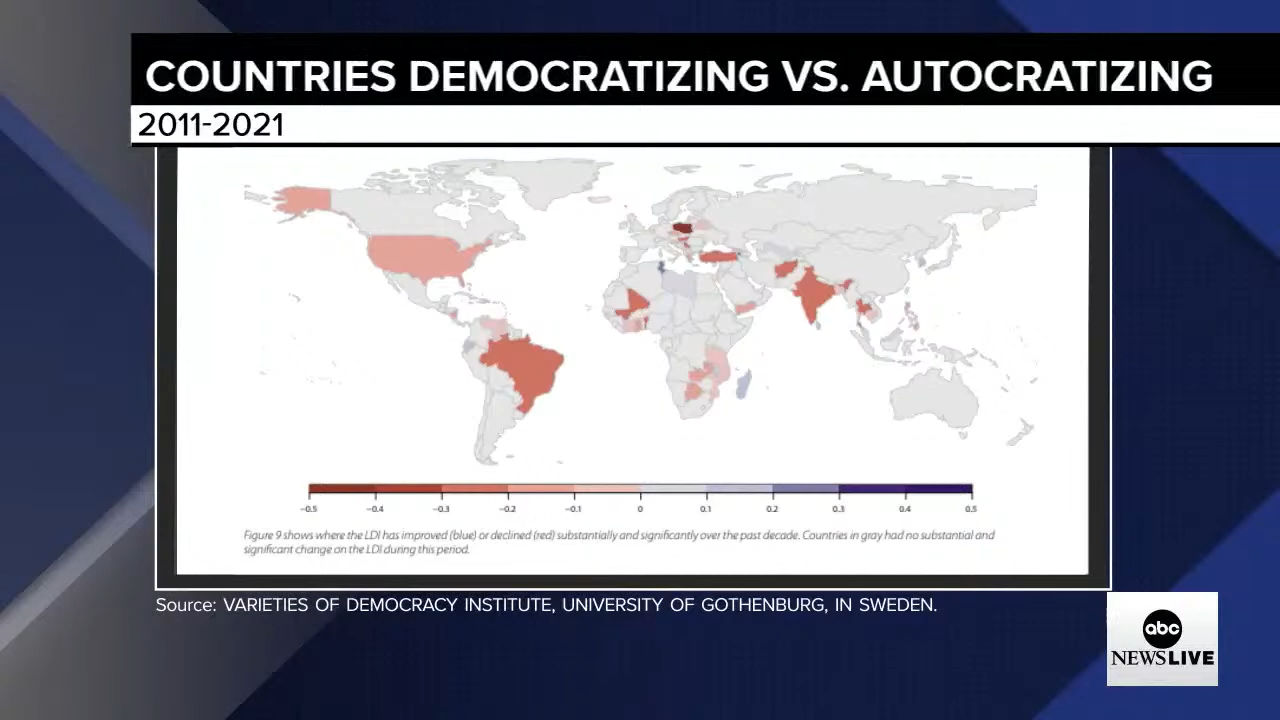 COUNTRIES DEMOCRATIZING VS. AUTOCRATIZING
2011-2021
−0.5 −0.4 −0.3 −0.2 −0.1 0 0.1 0.2 0.3 0.4 0.5
Figure 9 shows where the LDI has improved (blue) or declined (red) substantially and significantly over the past decade. Countries in gray had no substantial and
significant change on the LDI during this period.
Source: VARIETIES OF DEMOCRACY INSTITUTE, UNIVERSITY OF GOTHENBURG, IN SWEDEN.
abc
NEWSLIVE